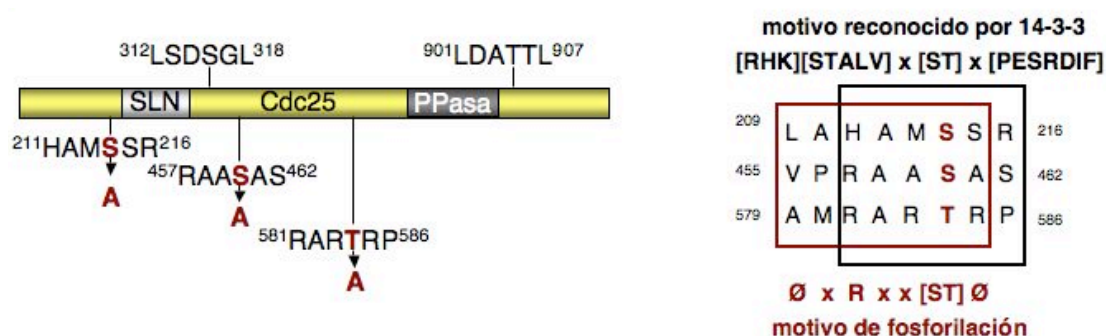 312LSDSGL318
901LDATTL907
SLN
Cdc25
PPasa
211HAMSSR216
A
457RAASAS462
A
581RARTRP586
A
motivo reconocido por 14-3-3
[RHK][STALV] x [ST] x [PESRDIF]
209 L A H A M S S R 216
455 V P R A A S A S 462
579 A M R A R T R P 586
Ø x R x x [ST] Ø
motivo de fosforilación